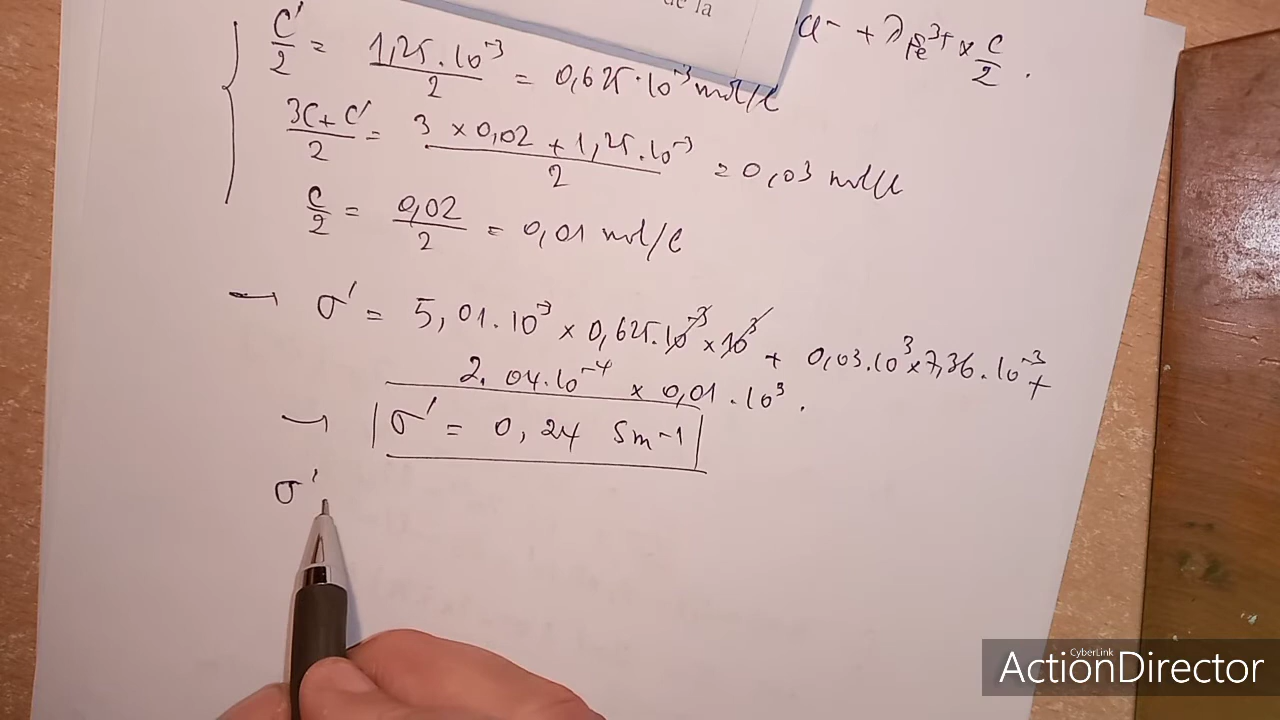 de la
Cl⁻ + λ Fe³⁺ × C/2 .
C'/2 = 1,25.10⁻³/2 = 0,625.10⁻³ mol/l
3C + C'/2 = 3 × 0,02 + 1,25.10⁻³/2 = 0,03 mol/l
C/2 = 0,02/2 = 0,01 mol/l
→ σ' = 5,01.10⁻³ × 0,625.10⁻³ × 10³ + 0,03.10³ × 7,36.10⁻³ +
2.04.10⁻⁴ × 0,01.10³ .
→ σ' = 0,24 Sm-1
σ'
CyberLink
ActionDirector